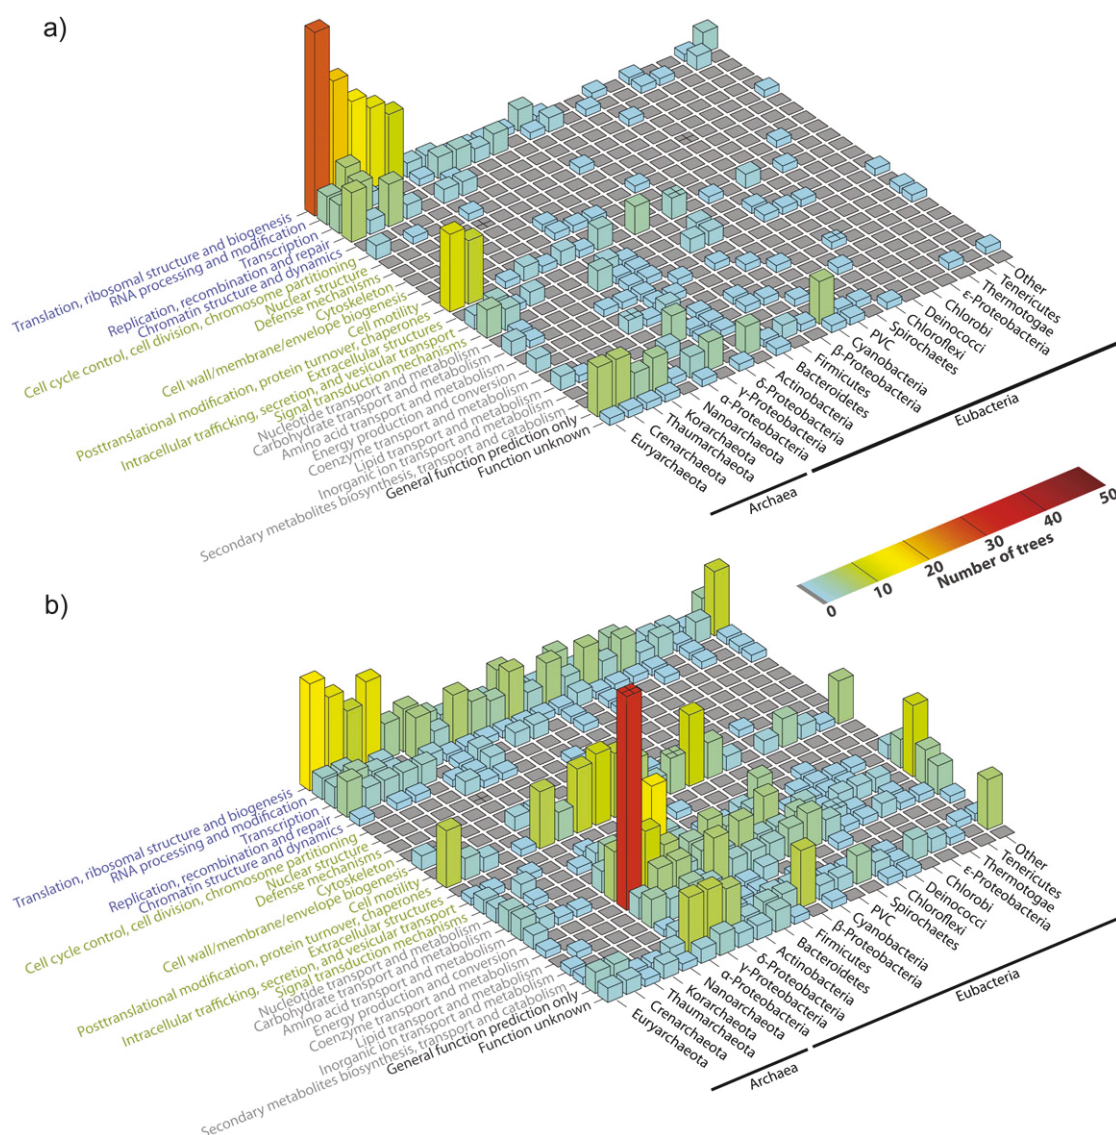 a)
Translation, ribosomal structure and biogenesis
RNA processing and modification
Transcription
Replication, recombination and repair
Chromatin structure and dynamics
Cell cycle control, cell division, chromosome partitioning
Nuclear structure
Defense mechanisms
Cytoskeleton
Cell wall/membrane/envelope biogenesis
Cell motility
Posttranslational modification, protein turnover, chaperones
Extracellular structures
Intracellular trafficking, secretion, and vesicular transport
Signal transduction mechanisms
Nucleotide transport and metabolism
Carbohydrate transport and metabolism
Amino acid transport and metabolism
Energy production and conversion
Coenzyme transport and metabolism
Lipid transport and metabolism
Inorganic ion transport and metabolism
Secondary metabolites biosynthesis, transport and catabolism
General function prediction only
Function unknown
Euryarchaeota
Crenarchaeota
Thaumarchaeota
Korarchaeota
Nanoarchaeota
α-Proteobacteria
γ-Proteobacteria
δ-Proteobacteria
Actinobacteria
Bacteroidetes
Firmicutes
β-Proteobacteria
Cyanobacteria
PVC
Spirochaetes
Chloroflexi
Deinococci
Chlorobi
ε-Proteobacteria
Thermotogae
Tenericutes
Other
Archaea
Eubacteria
0
10
20
30
40
50
Number of trees
b)
Translation, ribosomal structure and biogenesis
RNA processing and modification
Transcription
Replication, recombination and repair
Chromatin structure and dynamics
Cell cycle control, cell division, chromosome partitioning
Nuclear structure
Defense mechanisms
Cytoskeleton
Cell wall/membrane/envelope biogenesis
Cell motility
Posttranslational modification, protein turnover, chaperones
Extracellular structures
Intracellular trafficking, secretion, and vesicular transport
Signal transduction mechanisms
Nucleotide transport and metabolism
Carbohydrate transport and metabolism
Amino acid transport and metabolism
Energy production and conversion
Coenzyme transport and metabolism
Lipid transport and metabolism
Inorganic ion transport and metabolism
Secondary metabolites biosynthesis, transport and catabolism
General function prediction only
Function unknown
Euryarchaeota
Crenarchaeota
Thaumarchaeota
Korarchaeota
Nanoarchaeota
α-Proteobacteria
γ-Proteobacteria
δ-Proteobacteria
Actinobacteria
Bacteroidetes
Firmicutes
β-Proteobacteria
Cyanobacteria
PVC
Spirochaetes
Chloroflexi
Deinococci
Chlorobi
ε-Proteobacteria
Thermotogae
Tenericutes
Other
Archaea
Eubacteria